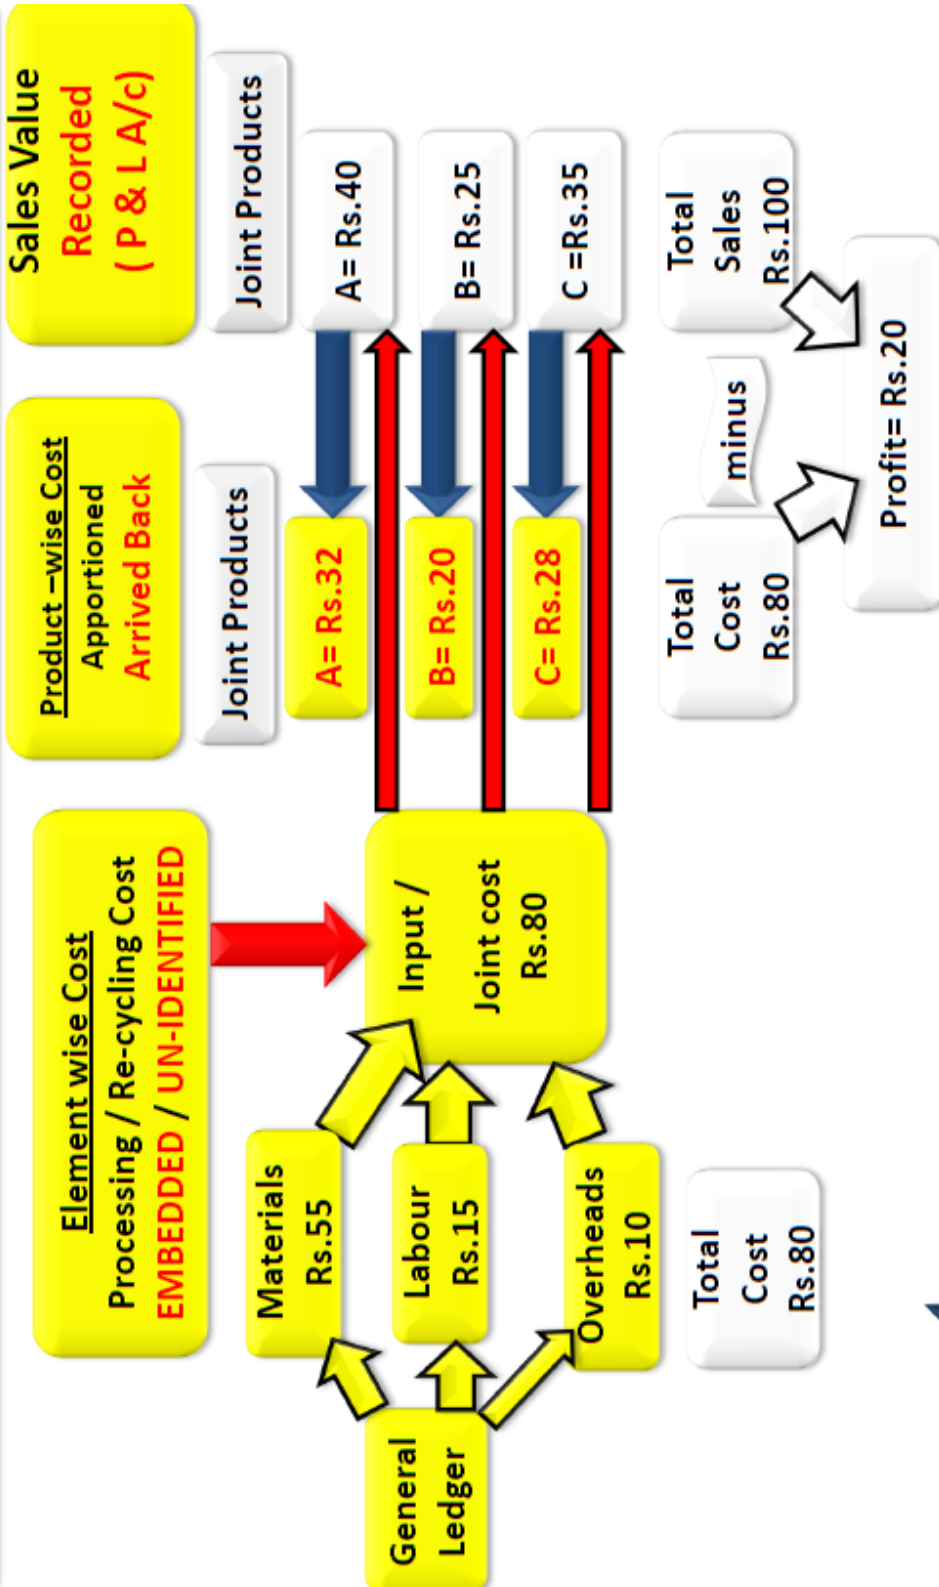 Element wise Cost
Processing / Re-cycling Cost
EMBEDDED / UN-IDENTIFIED
Product –wise Cost
Apportioned
Arrived Back
Sales Value
Recorded
( P & L A/c)
Joint Products
Joint Products
General
Ledger
Materials
Rs.55
Labour
Rs.15
Overheads
Rs.10
Total
Cost
Rs.80
Input /
Joint cost
Rs.80
A= Rs.32
B= Rs.20
C= Rs.28
A= Rs.40
B= Rs.25
C =Rs.35
Total
Cost
Rs.80
minus
Total
Sales
Rs.100
Profit= Rs.20